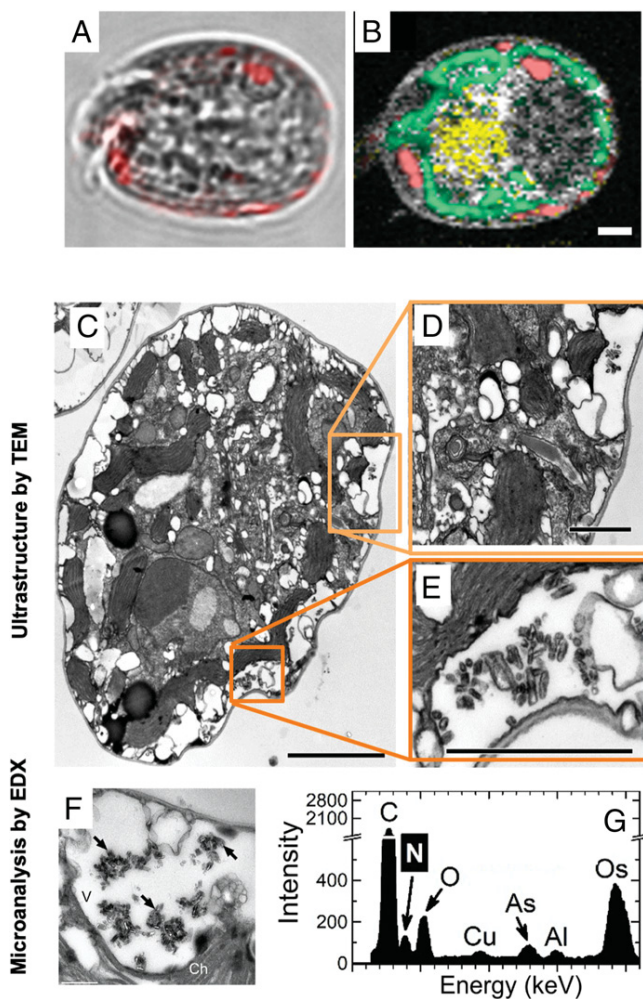 A
B
Ultrastructure by TEM
C
D
E
Microanalysis by EDX
F
V
Ch
G
Intensity
2800
2100
400
200
0
C
N
O
Cu
As
Al
Os
Energy (keV)